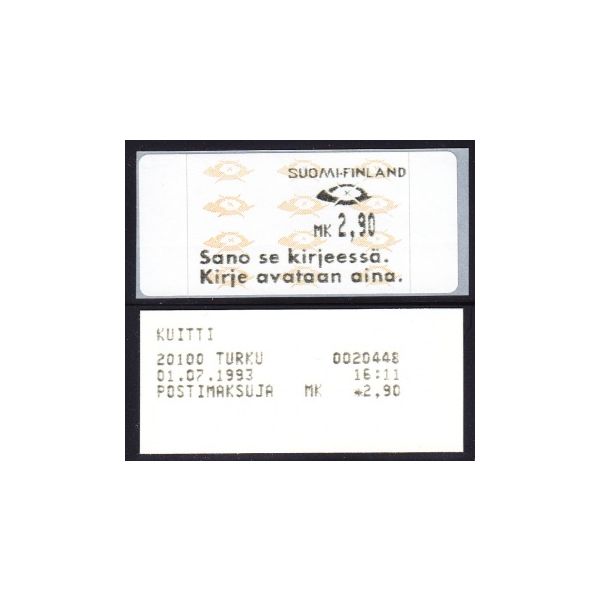 SUOMI-FINLAND
MK 2,90
Sano se kirjeessä.
Kirje avataan aina.
KUITTI
20100 TURKU 0020448
01.07.1993 16:11
POSTIMAKSUJA MK *2,90